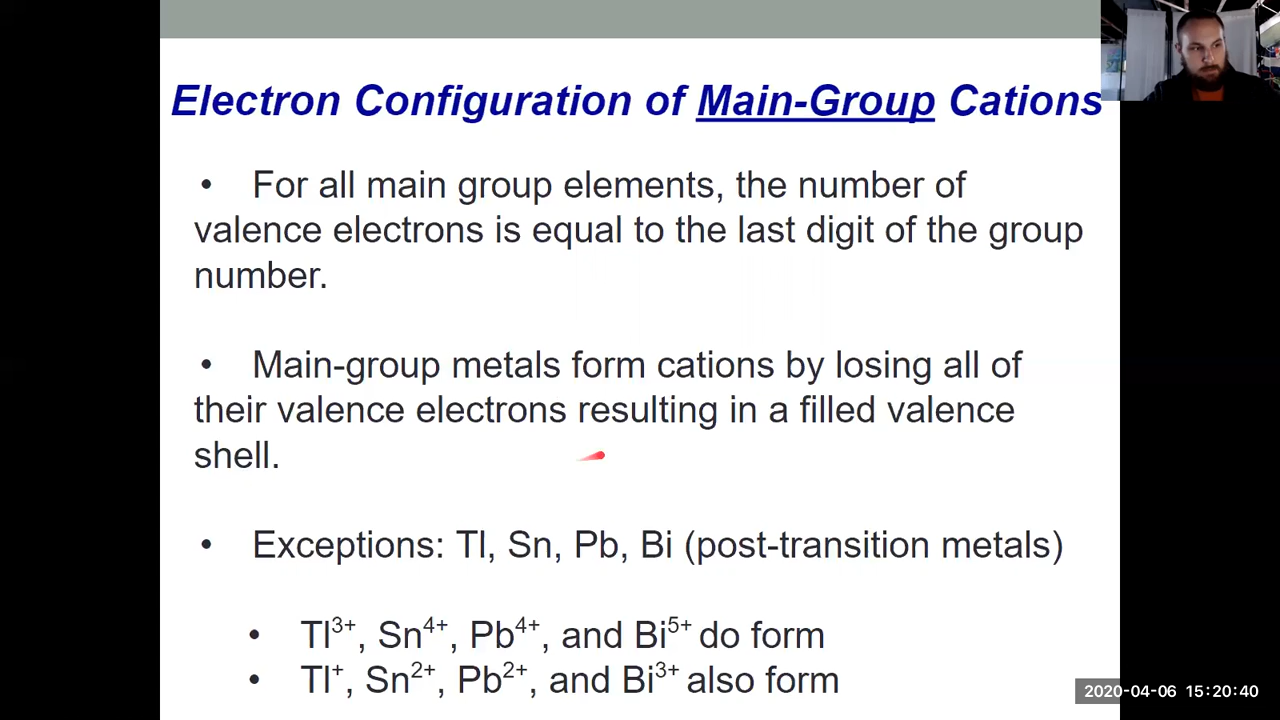 Electron Configuration of Main-Group Cations
• For all main group elements, the number of
valence electrons is equal to the last digit of the group
number.
• Main-group metals form cations by losing all of
their valence electrons resulting in a filled valence
shell.
• Exceptions: Tl, Sn, Pb, Bi (post-transition metals)
• Tl³⁺, Sn⁴⁺, Pb⁴⁺, and Bi⁵⁺ do form
• Tl⁺, Sn²⁺, Pb²⁺, and Bi³⁺ also form
2020-04-06 15:20:40